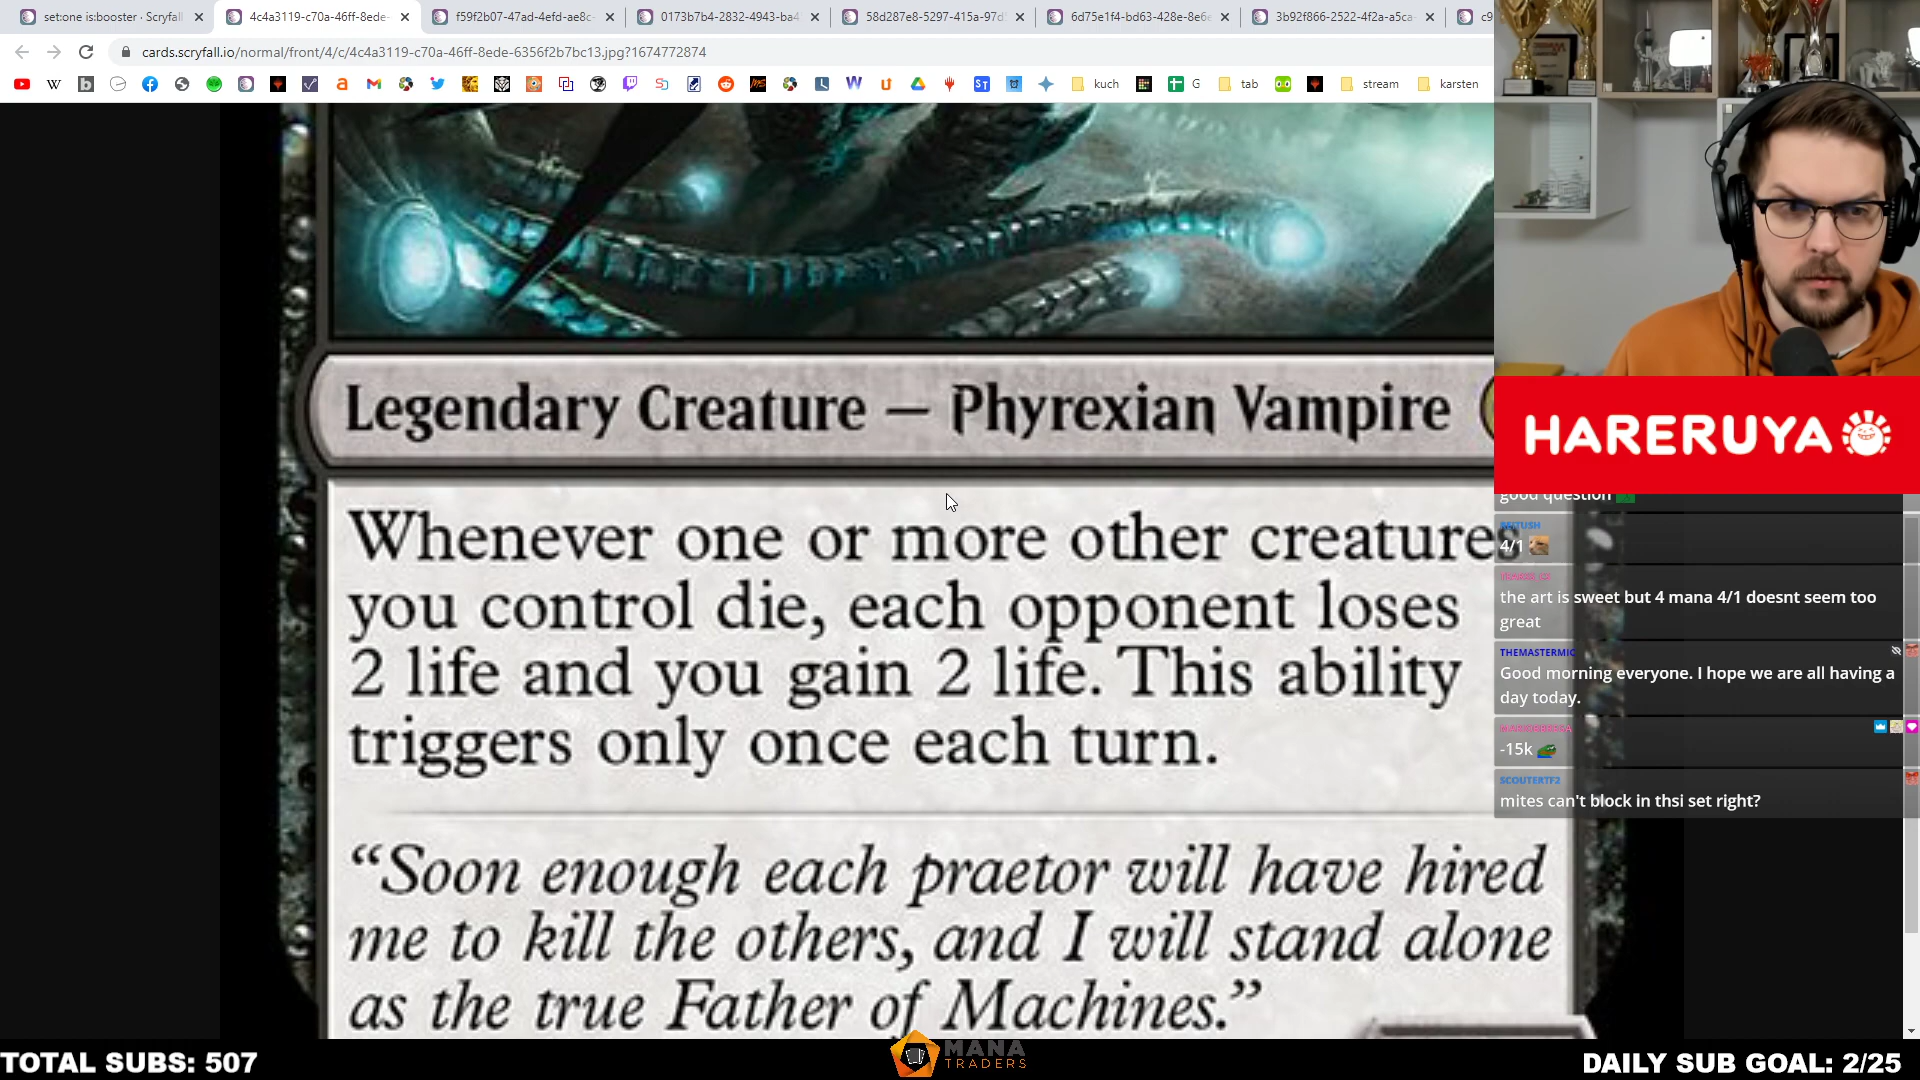 set:one is:booster · Scryfall
4c4a3119-c70a-46ff-8ede-
f59f2b07-47ad-4efd-ae8c-
0173b7b4-2832-4943-ba4
58d287e8-5297-415a-97d
6d75e1f4-bd63-428e-8e6e
3b92f866-2522-4f2a-a5ca-
c9
cards.scryfall.io/normal/front/4/c/4c4a3119-c70a-46ff-8ede-6356f2b7bc13.jpg?1674772874
kuch
G
tab
stream
karsten
Legendary Creature — Phyrexian Vampire
Whenever one or more other creatures
you control die, each opponent loses
2 life and you gain 2 life. This ability
triggers only once each turn.
“Soon enough each praetor will have hired
me to kill the others, and I will stand alone
as the true Father of Machines.”
HARERUYA
good question
4/1
the art is sweet but 4 mana 4/1 doesnt seem too
great
THEMASTERMIC
Good morning everyone. I hope we are all having a
day today.
-15k
SCOUTERTF2
mites can't block in thsi set right?
TOTAL SUBS: 507
MANA
TRADERS
DAILY SUB GOAL: 2/25